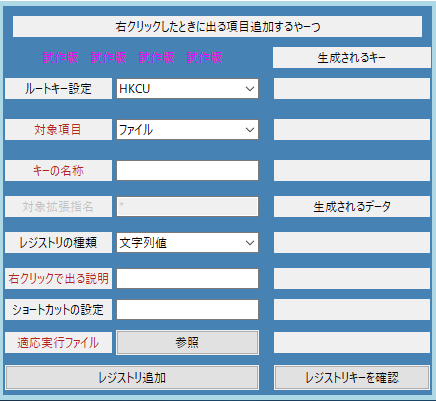 右クリックしたときに出る項目追加するやーつ
試作版 試作版 試作版 試作版
生成されるキー
ルートキー設定 HKCU
対象項目 ファイル
キーの名称
対象拡張指名 *
生成されるデータ
レジストリの種類 文字列値
右クリックで出る説明
ショートカットの設定
適応実行ファイル 参照
レジストリ追加
レジストリキーを確認